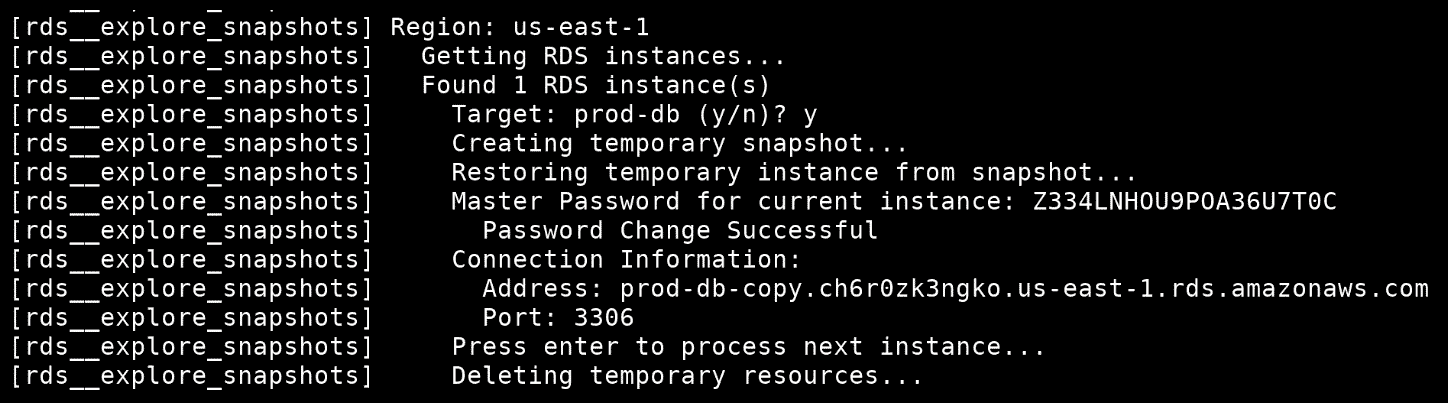 [rds__explore_snapshots] Region: us-east-1
[rds__explore_snapshots]   Getting RDS instances...
[rds__explore_snapshots]   Found 1 RDS instance(s)
[rds__explore_snapshots]     Target: prod-db (y/n)? y
[rds__explore_snapshots]     Creating temporary snapshot...
[rds__explore_snapshots]     Restoring temporary instance from snapshot...
[rds__explore_snapshots]     Master Password for current instance: Z334LNHOU9POA36U7T0C
[rds__explore_snapshots]       Password Change Successful
[rds__explore_snapshots]     Connection Information:
[rds__explore_snapshots]       Address: prod-db-copy.ch6r0zk3ngko.us-east-1.rds.amazonaws.com
[rds__explore_snapshots]       Port: 3306
[rds__explore_snapshots]     Press enter to process next instance...
[rds__explore_snapshots]     Deleting temporary resources...